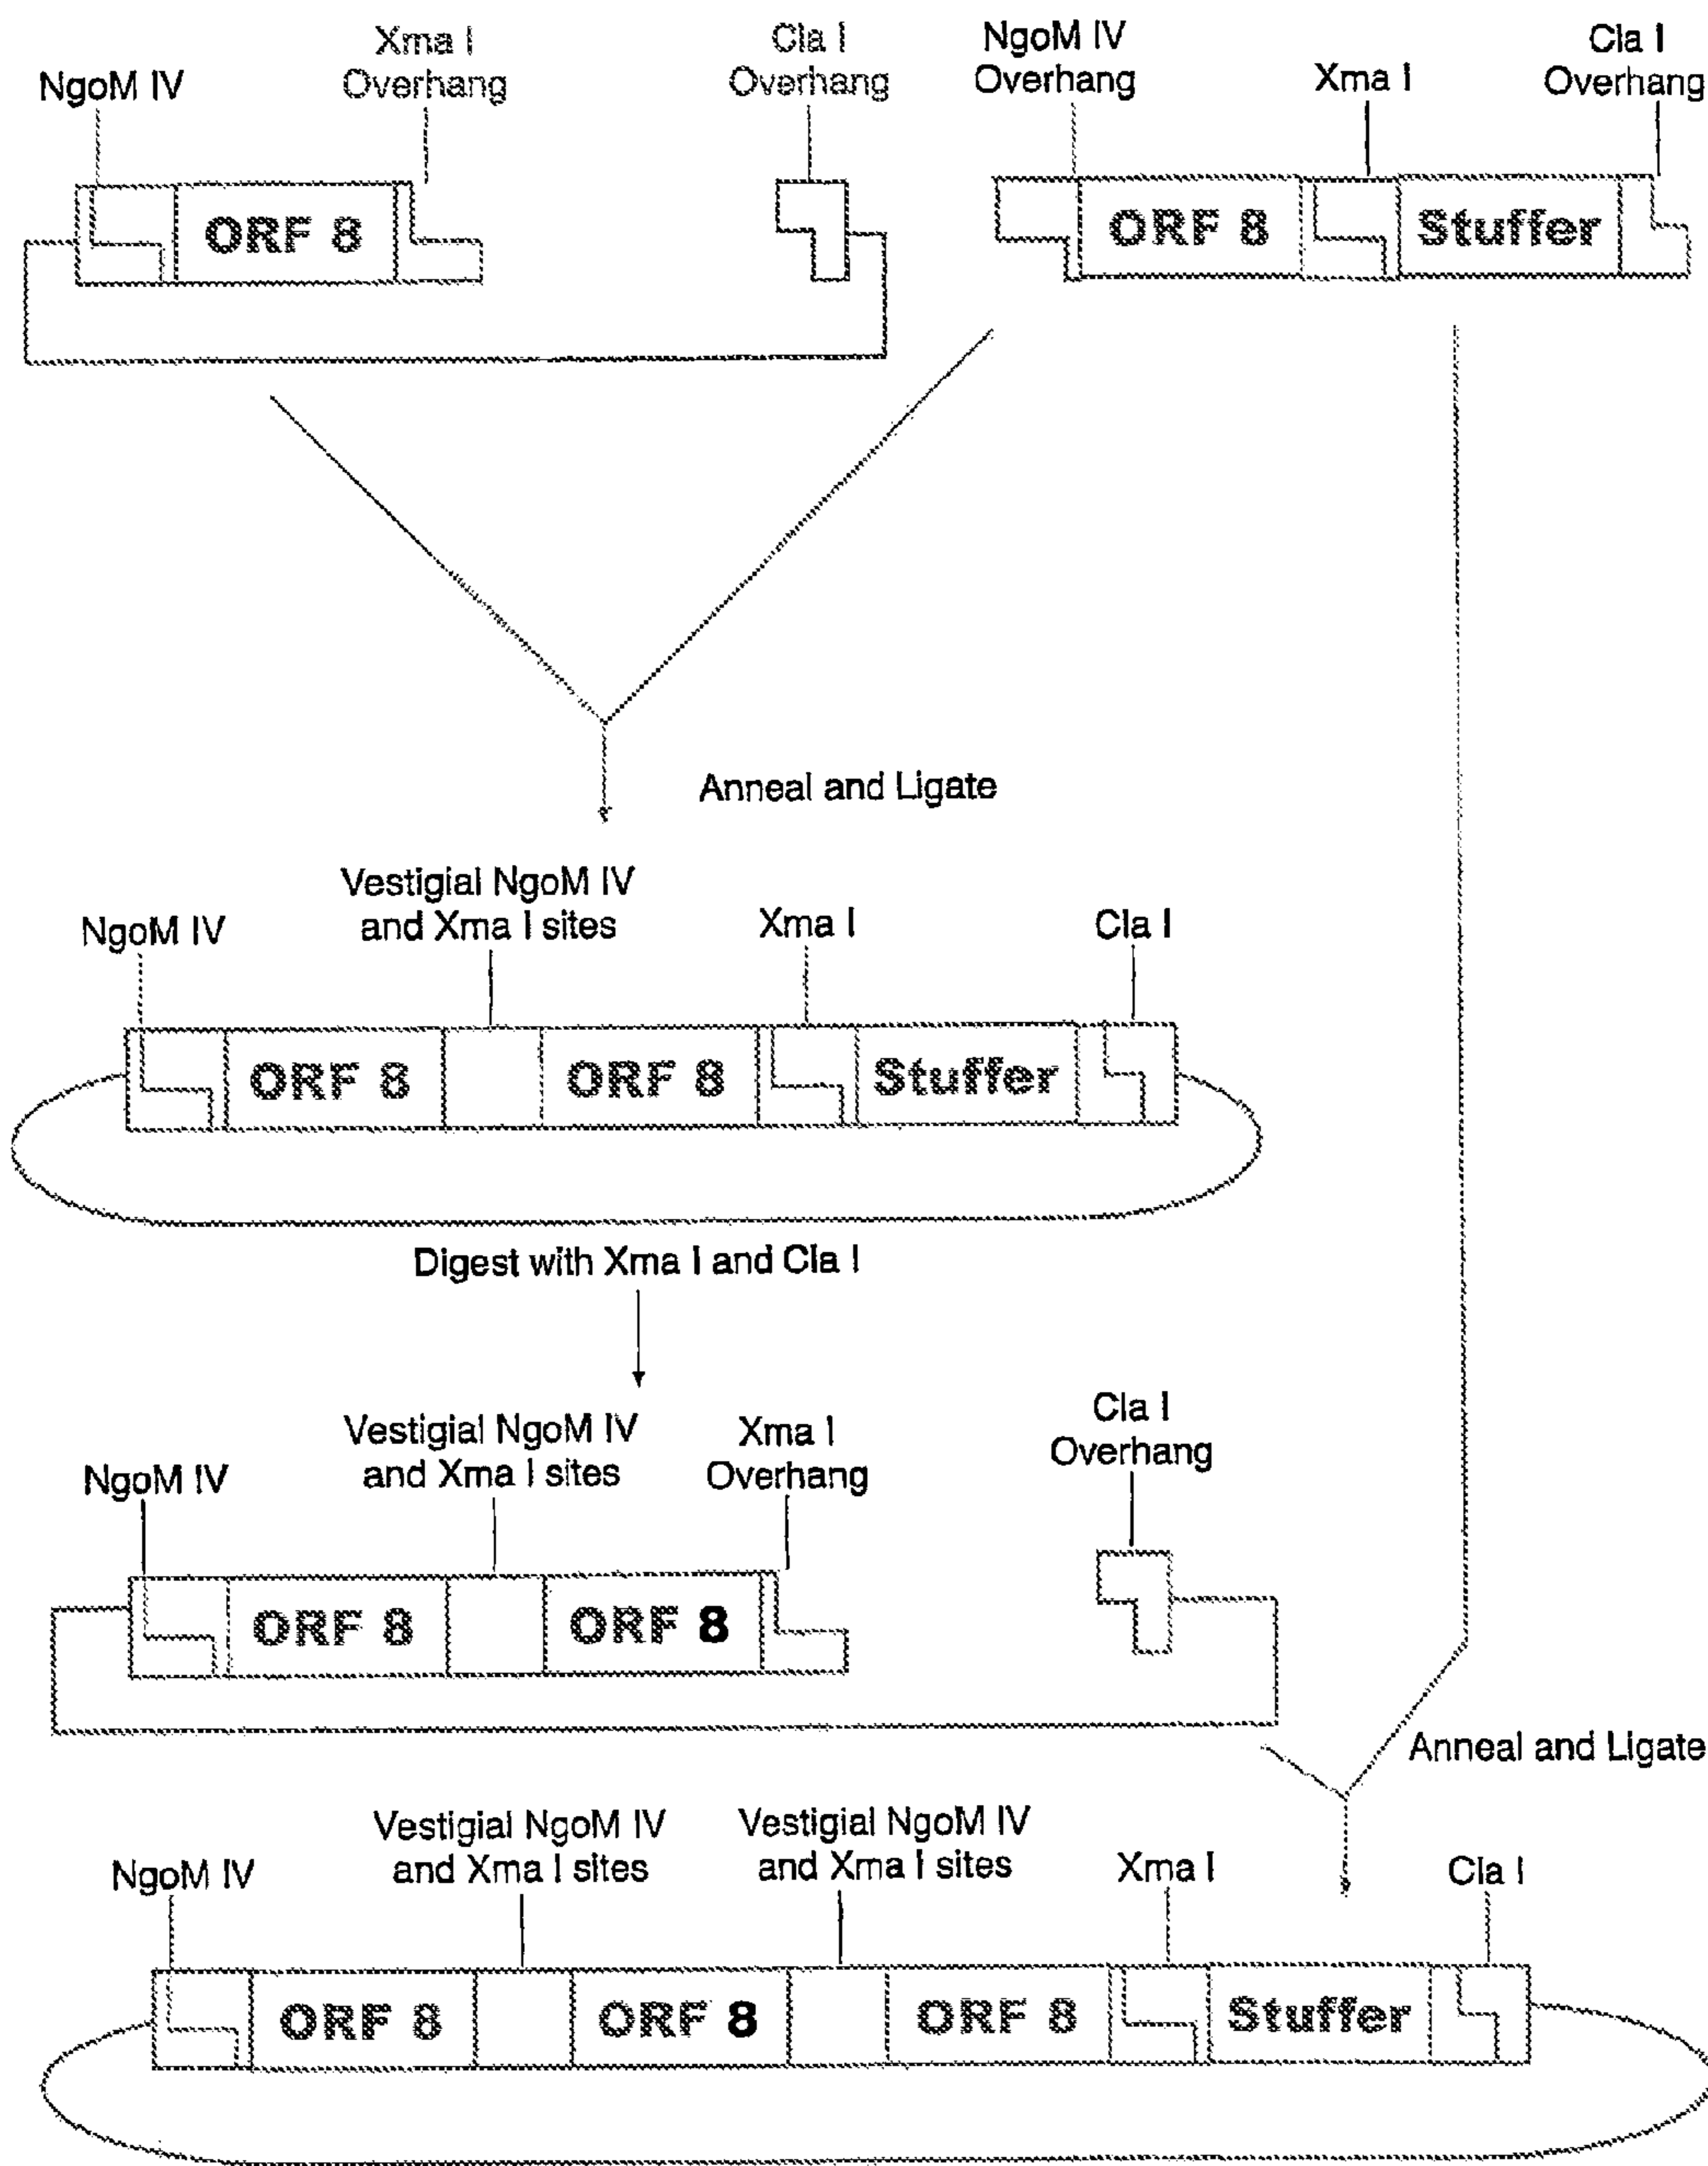 NgoM IV
Xma I
Overhang
Cla I
Overhang
NgoM IV
Overhang
Xma I
Cla I
Overhang
ORF 8
ORF 8
Stuffer
Anneal and Ligate
NgoM IV
Vestigial NgoM IV
and Xma I sites
Xma I
Cla I
ORF 8
ORF 8
Stuffer
Digest with Xma I and Cla I
NgoM IV
Vestigial NgoM IV
and Xma I sites
Xma I
Overhang
Cla I
Overhang
ORF 8
ORF 8
Anneal and Ligate
NgoM IV
Vestigial NgoM IV
and Xma I sites
Vestigial NgoM IV
and Xma I sites
Xma I
Cla I
ORF 8
ORF 8
ORF 8
Stuffer